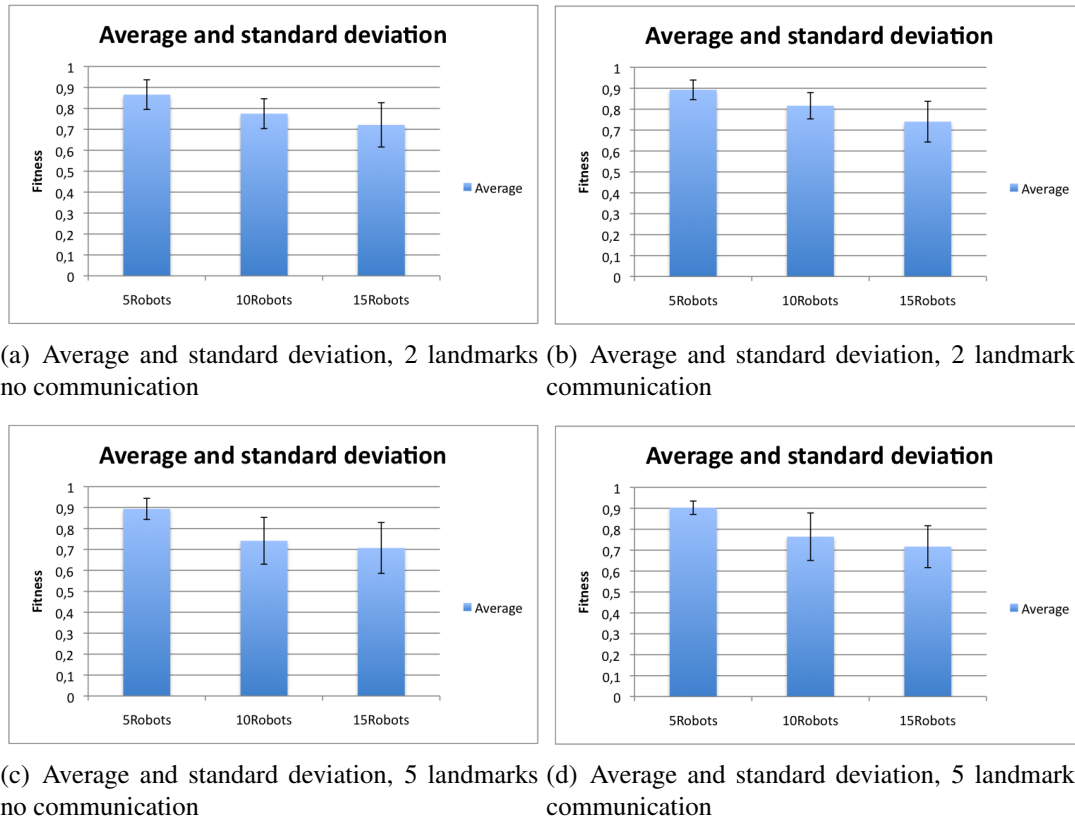 Average and standard deviation
1
0,9
0,8
0,7
0,6
0,5
0,4
0,3
0,2
0,1
0
Fitness
5Robots 10Robots 15Robots
Average
Average and standard deviation
1
0,9
0,8
0,7
0,6
0,5
0,4
0,3
0,2
0,1
0
Fitness
5Robots 10Robots 15Robots
Average
(a) Average and standard deviation, 2 landmarks
no communication
(b) Average and standard deviation, 2 landmark
communication
Average and standard deviation
1
0,9
0,8
0,7
0,6
0,5
0,4
0,3
0,2
0,1
0
Fitness
5Robots 10Robots 15Robots
Average
Average and standard deviation
1
0,9
0,8
0,7
0,6
0,5
0,4
0,3
0,2
0,1
0
Fitness
5Robots 10Robots 15Robots
Average
(c) Average and standard deviation, 5 landmarks
no communication
(d) Average and standard deviation, 5 landmark
communication